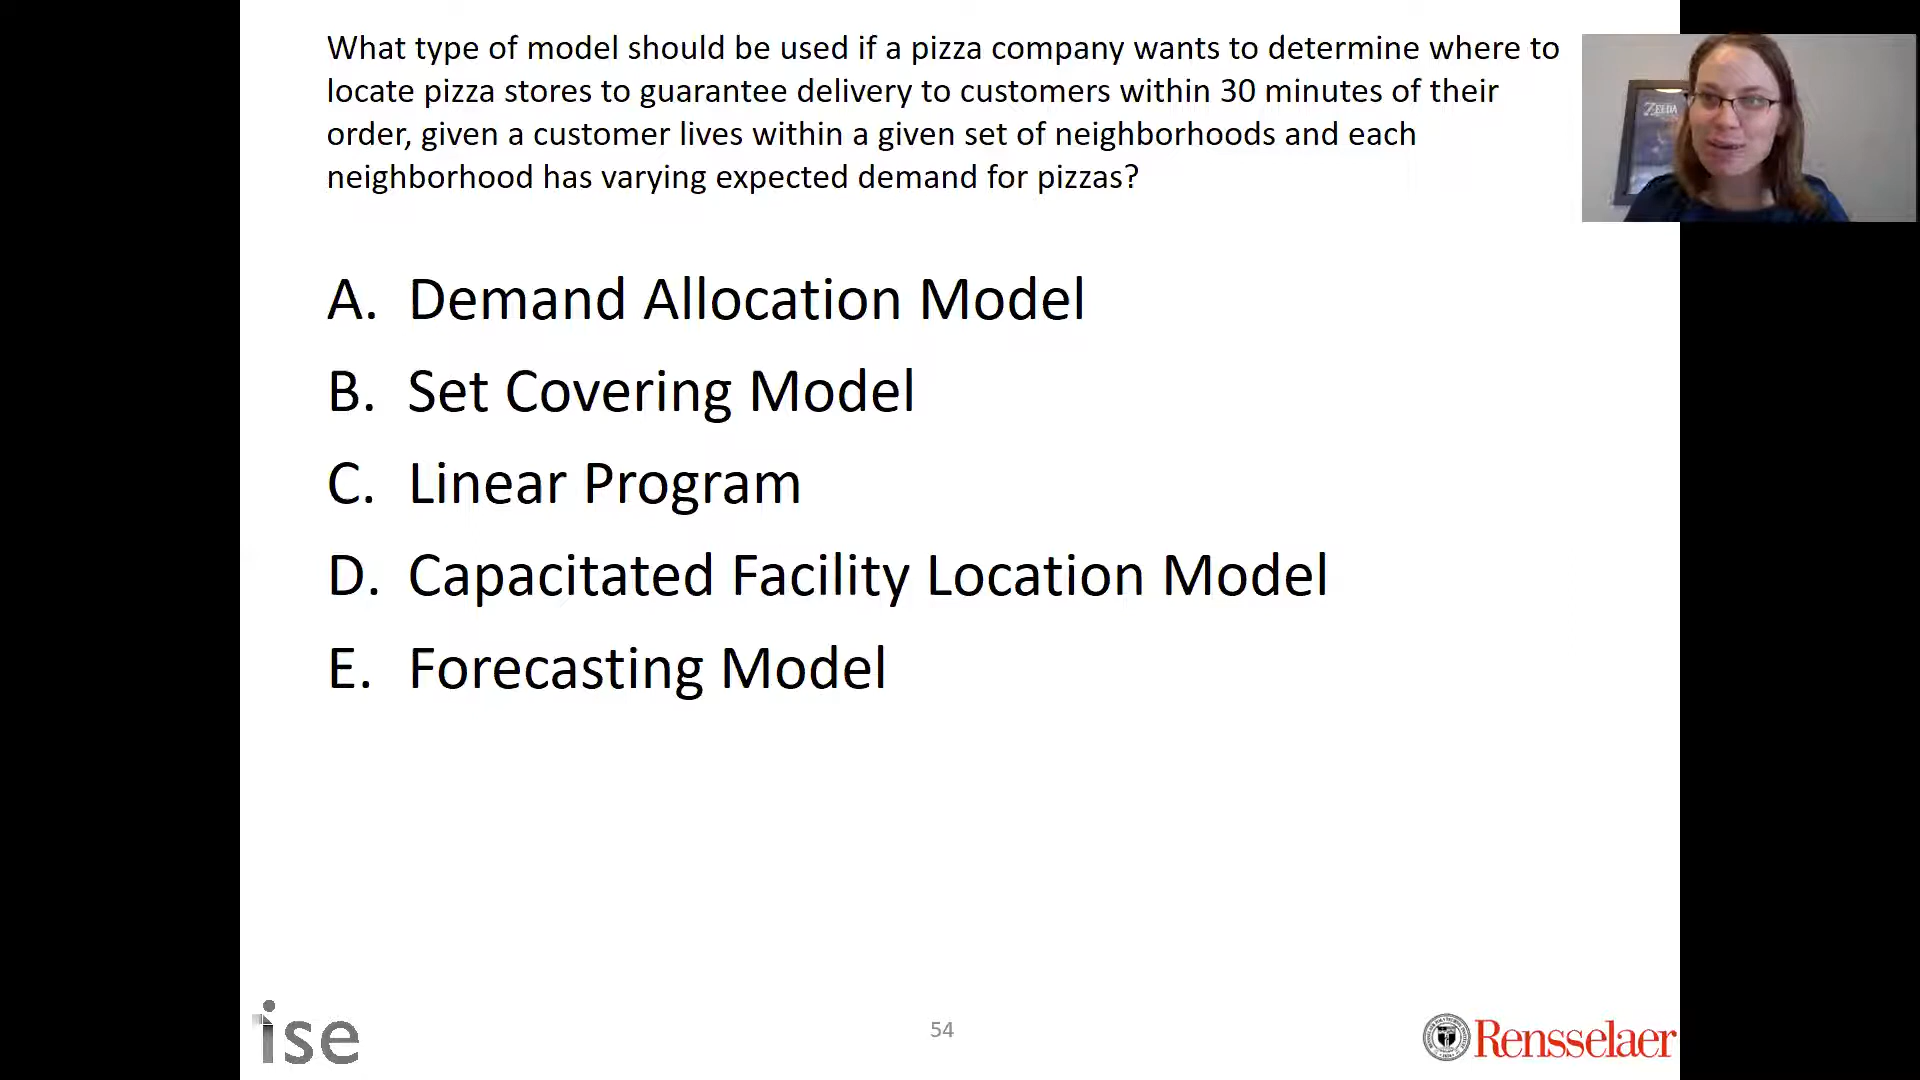 What type of model should be used if a pizza company wants to determine where to
locate pizza stores to guarantee delivery to customers within 30 minutes of their
order, given a customer lives within a given set of neighborhoods and each
neighborhood has varying expected demand for pizzas?
ZELDA
A. Demand Allocation Model
B. Set Covering Model
C. Linear Program
D. Capacitated Facility Location Model
E. Forecasting Model
ise
54
Rensselaer